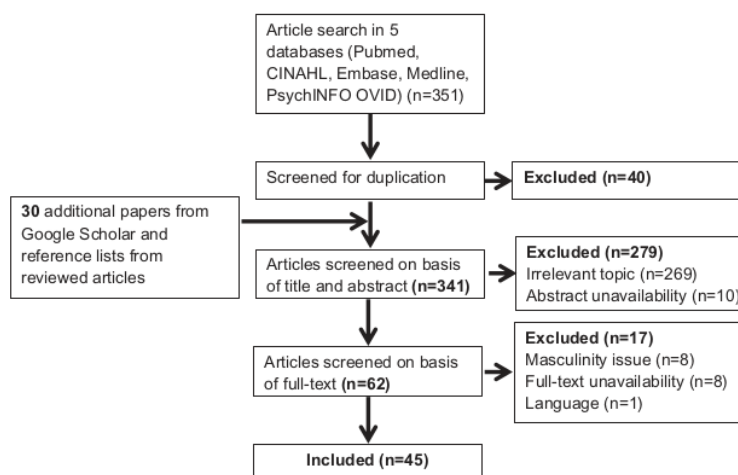 Article search in 5
databases (Pubmed,
CINAHL, Embase, Medline,
PsychINFO OVID) (n=351)
Screened for duplication
Excluded (n=40)
30 additional papers from
Google Scholar and
reference lists from
reviewed articles
Articles screened on basis
of title and abstract (n=341)
Excluded (n=279)
Irrelevant topic (n=269)
Abstract unavailability (n=10)
Articles screened on basis
of full-text (n=62)
Excluded (n=17)
Masculinity issue (n=8)
Full-text unavailability (n=8)
Language (n=1)
Included (n=45)